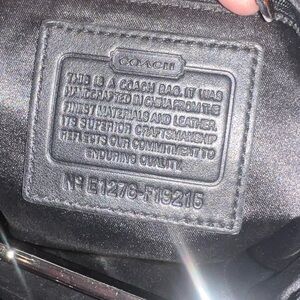 COACH
THIS IS A COACH BAG. IT WAS
HANDCRAFTED IN CHINA FROM THE
FINEST MATERIALS AND LEATHER.
ITS SUPERIOR CRAFTSMANSHIP
REFLECTS OUR COMMITMENT TO
ENDURING QUALITY.
Nº E1276-F19216